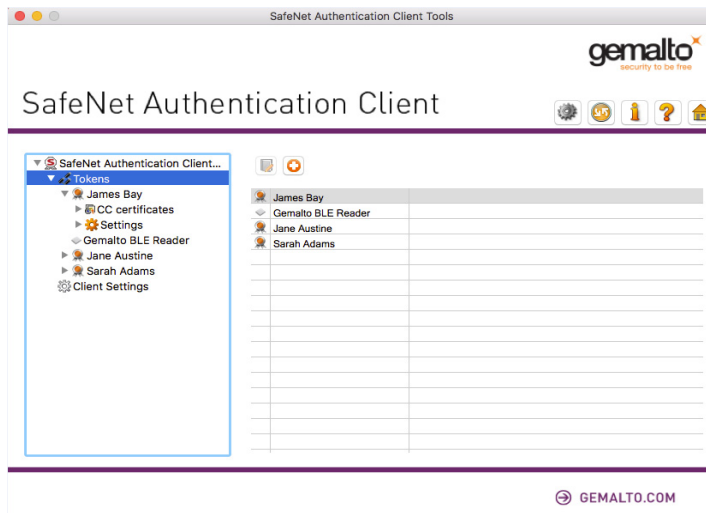 SafeNet Authentication Client Tools
gemalto
security to be free
SafeNet Authentication Client
SafeNet Authentication Client...
Tokens
James Bay
CC certificates
Settings
Gemalto BLE Reader
Jane Austine
Sarah Adams
Client Settings
James Bay
Gemalto BLE Reader
Jane Austine
Sarah Adams
GEMALTO.COM